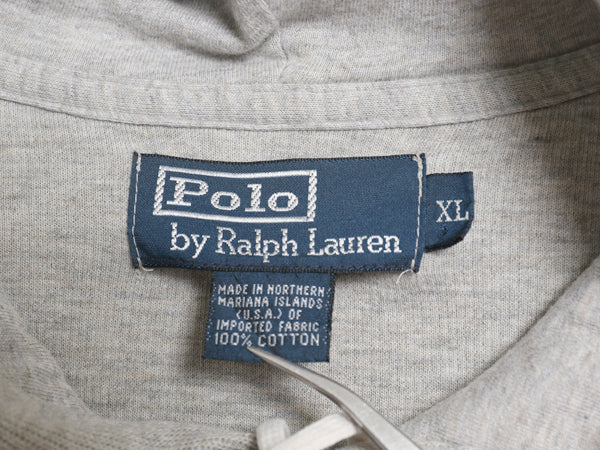 Polo
by Ralph Lauren
XL
MADE IN NORTHERN
MARIANA ISLANDS
(U.S.A.) OF
IMPORTED FABRIC
100% COTTON